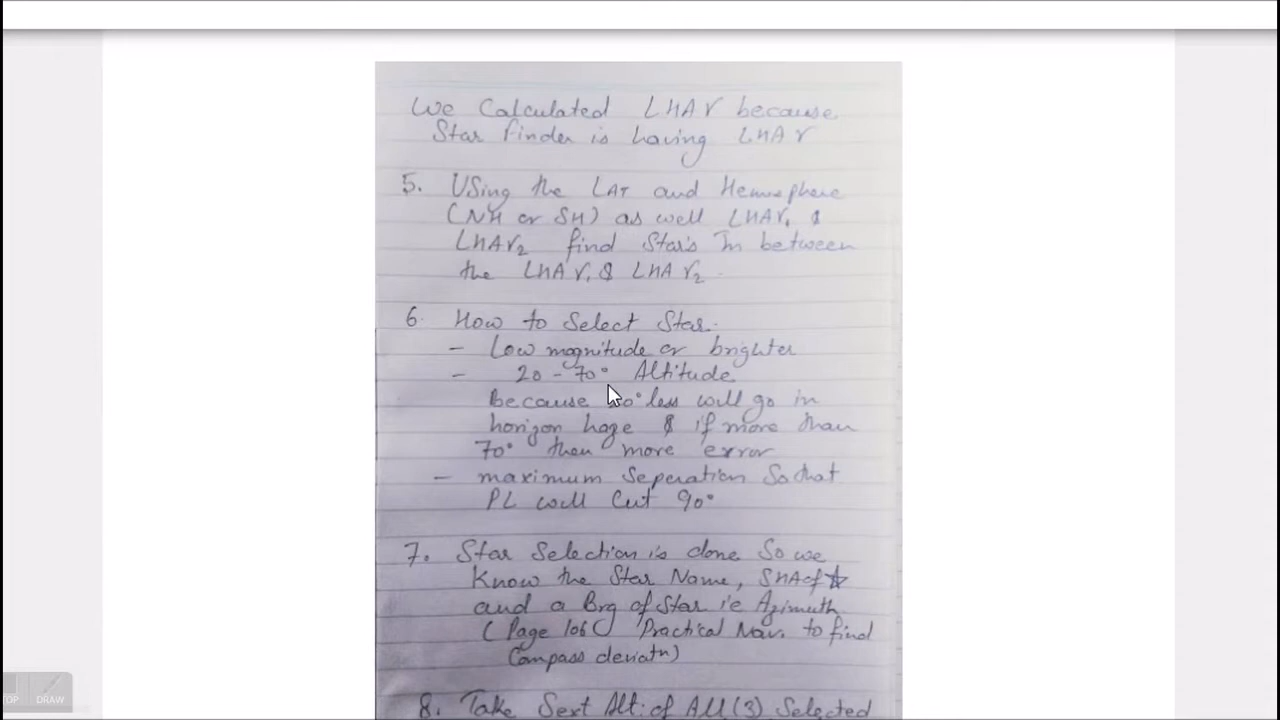 We Calculated LHA ♈ because
Star Finder is having LHA ♈
5. Using the LAT and Hemisphere
(NH or SH) as well LHA♈₁ &
LHA♈₂ find Stars In between
the LHA ♈₁ & LHA ♈₂
6. How to Select Star.
- Low magnitude or brighter
- 20 - 70° Altitude
because 20° less will go in
horizon haze & if more than
70° then more error
- maximum Seperation So that
PL will Cut 90°
7. Star Selection is done So we
Know the Star Name, SHA of ☆
and a Brg of Star i.e Azimuth
(Page 106 Practical Nav. to find
Compass deviatn)
8. Take Sext Alt: of All (3) Selected
TOP DRAW